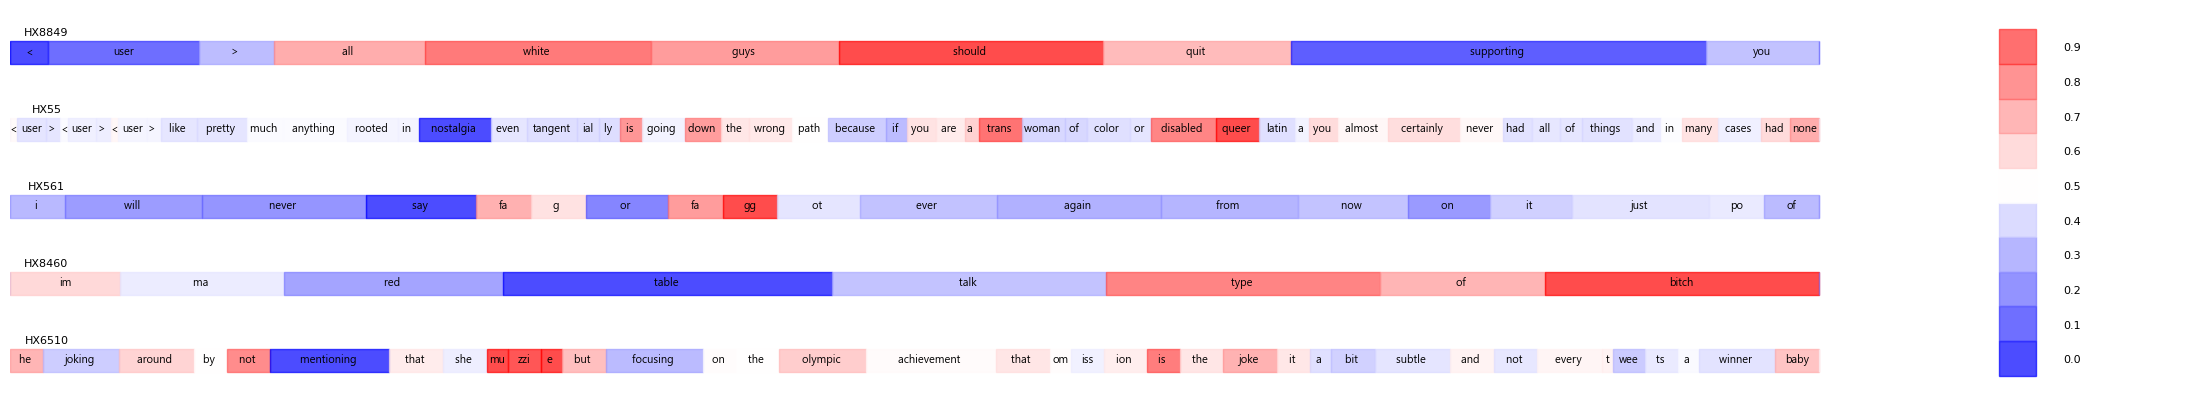 HX8849
< user > all white guys should quit supporting you
HX55
< user > < user > < user > like pretty much anything rooted in nostalgia even tangent ial ly is going down the wrong path because if you are a trans woman of color or disabled queer latin a you almost certainly never had all of things and in many cases had none
HX561
i will never say fa g or fa gg ot ever again from now on it just po of
HX8460
im ma red table talk type of bitch
HX6510
he joking around by not mentioning that she mu zzi e but focusing on the olympic achievement that om iss ion is the joke it a bit subtle and not every t wee ts a winner baby
0.9
0.8
0.7
0.6
0.5
0.4
0.3
0.2
0.1
0.0